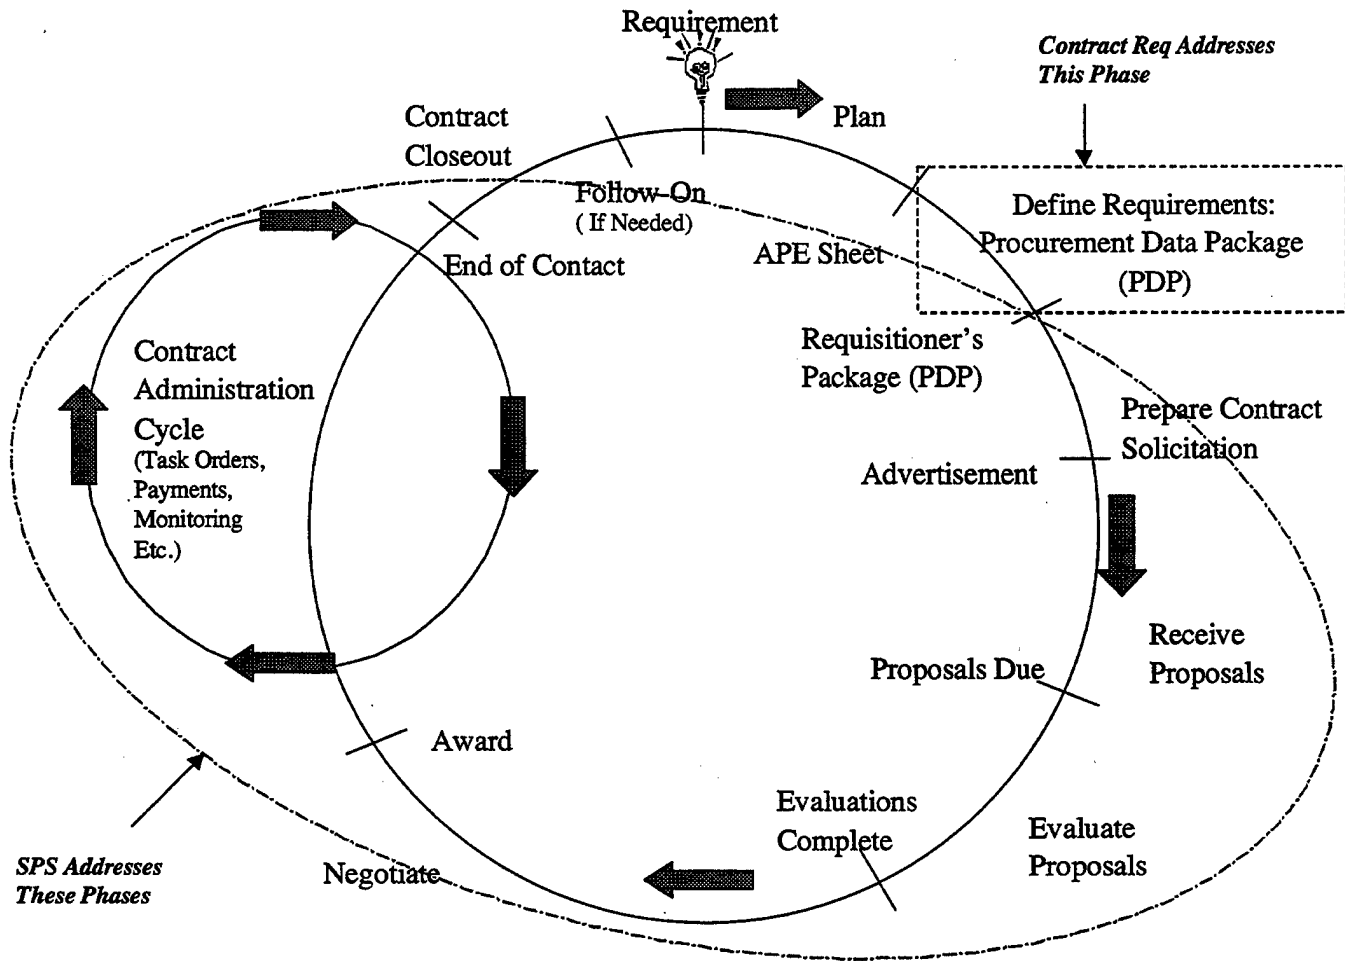 Requirement
Contract Req Addresses
This Phase
Plan
Contract
Closeout
Follow-On
( If Needed)
Define Requirements:
Procurement Data Package
(PDP)
APE Sheet
End of Contact
Requisitioner's
Package (PDP)
Contract
Administration
Cycle
(Task Orders,
Payments,
Monitoring
Etc.)
Prepare Contract
Solicitation
Advertisement
Receive
Proposals
Proposals Due
Award
Evaluations
Complete
Evaluate
Proposals
Negotiate
SPS Addresses
These Phases